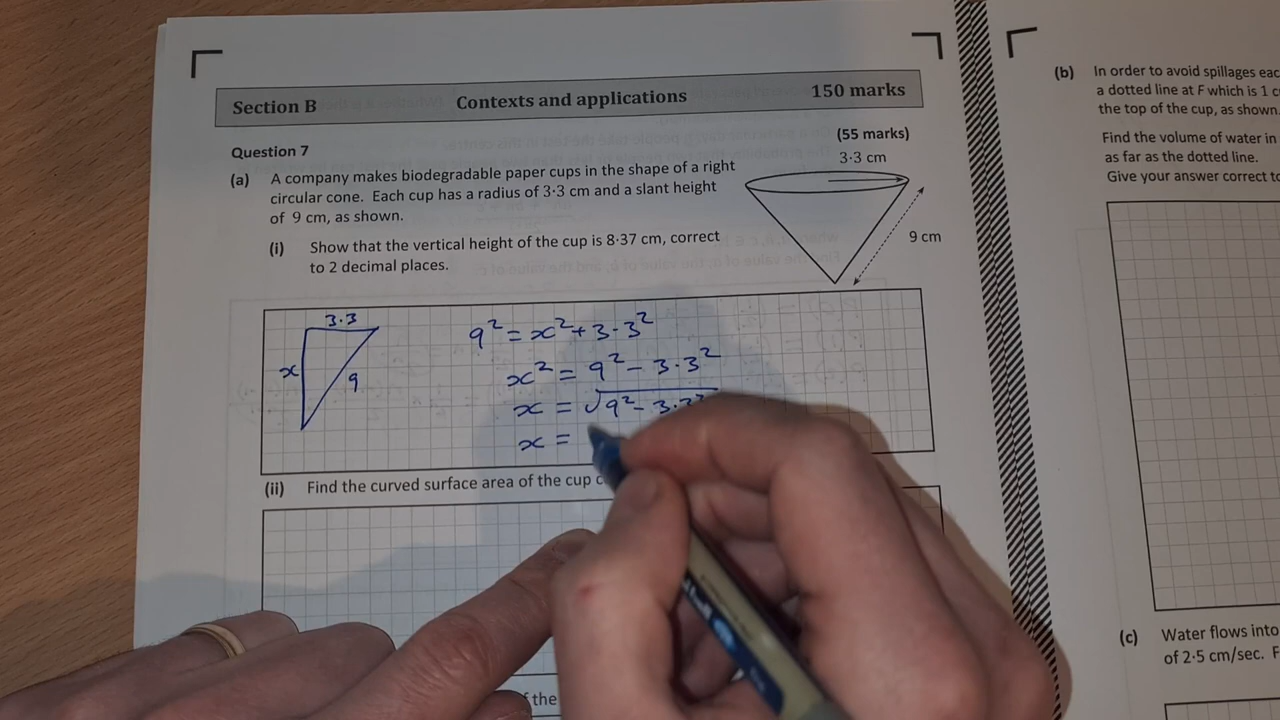 Section B Contexts and applications 150 marks
Question 7 (55 marks)
(a) A company makes biodegradable paper cups in the shape of a right
circular cone. Each cup has a radius of 3·3 cm and a slant height
of 9 cm, as shown.
3·3 cm
9 cm
(i) Show that the vertical height of the cup is 8·37 cm, correct
to 2 decimal places.
3·3
x
9
9² = x² + 3·3²
x² = 9² − 3·3²
x = √9² − 3·3²
x =
(ii) Find the curved surface area of the cup
the
(b) In order to avoid spillages
a dotted line at F which is 1
the top of the cup, as shown.
Find the volume of water in
as far as the dotted line.
Give your answer correct
(c) Water flows into
of 2·5 cm/sec.